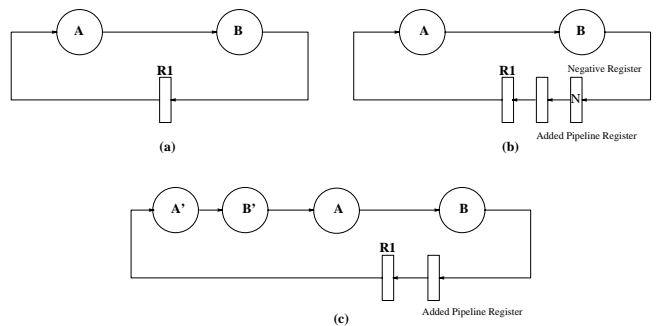 A
B
R1
(a)
A
B
Negative Register
R1
N
Added Pipeline Register
(b)
A'
B'
A
B
R1
Added Pipeline Register
(c)